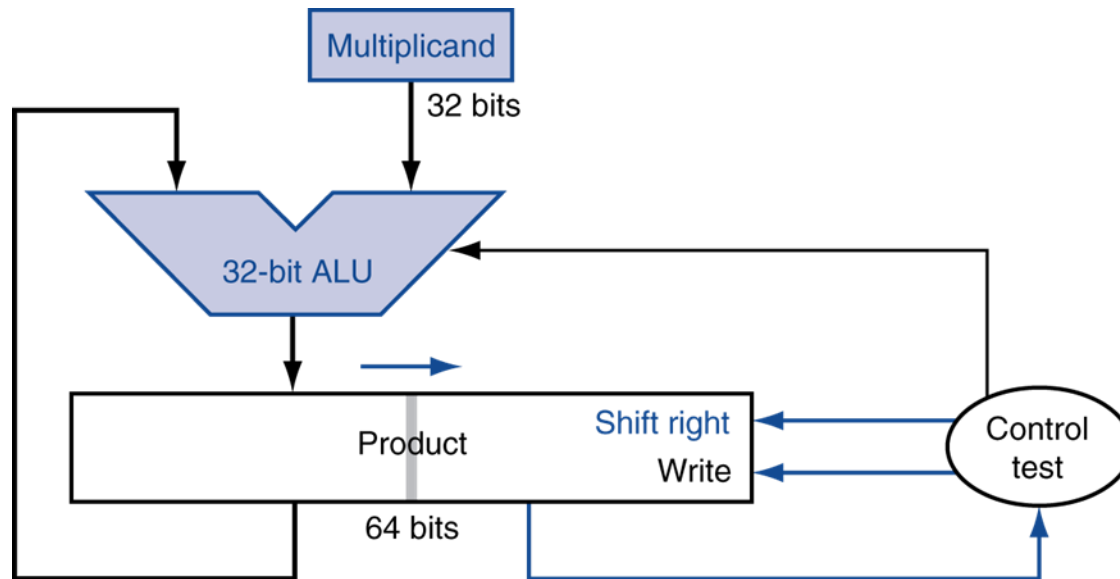 Multiplicand
32 bits
32-bit ALU
Product
Shift right
Write
64 bits
Control
test